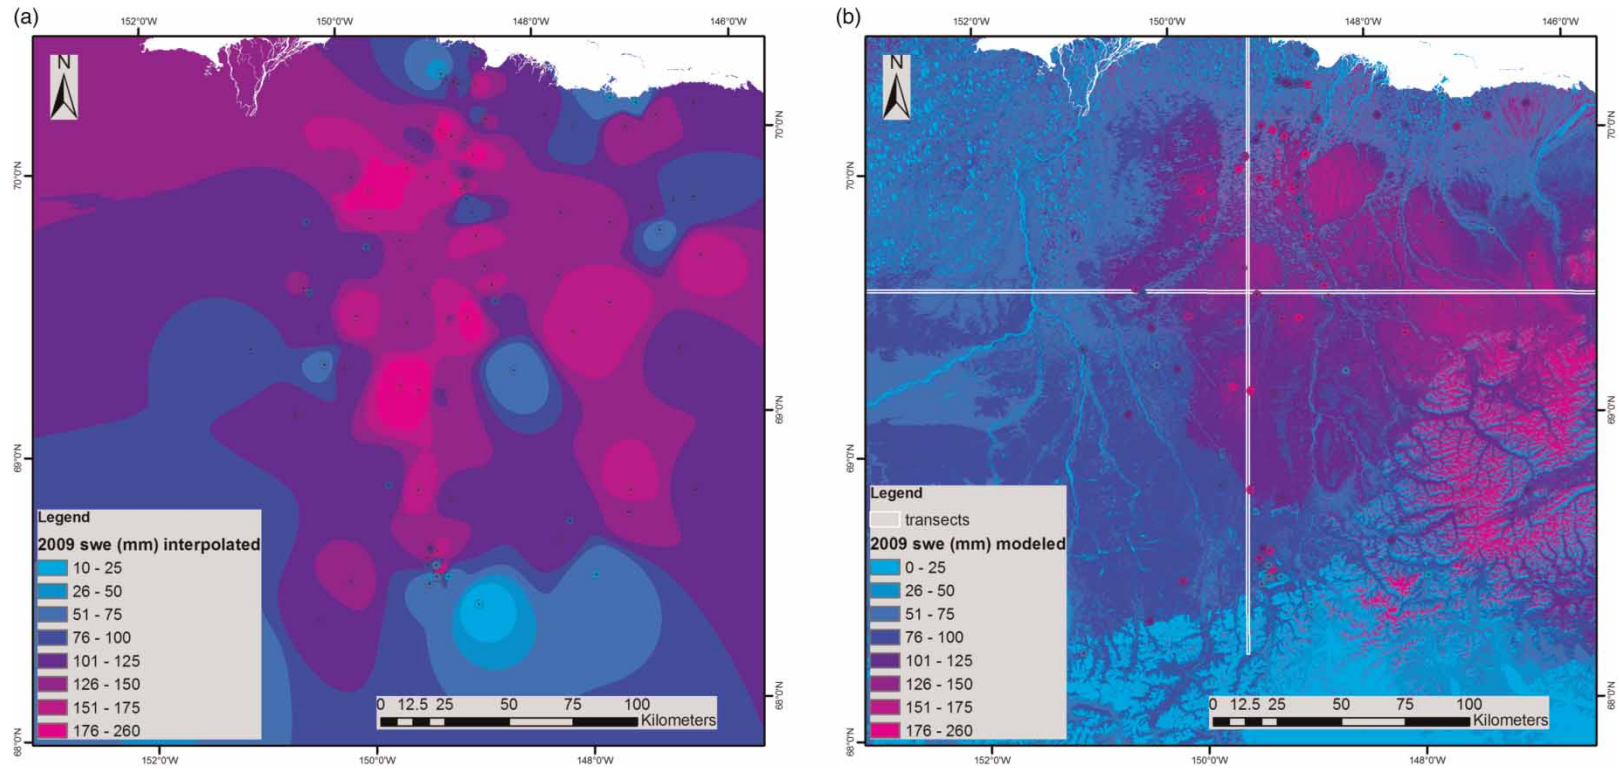 (a)
152°0'W 150°0'W 148°0'W 146°0'W
N
70°0'N
70°0'N
69°0'N
69°0'N
68°0'N
68°0'N
Legend
2009 swe (mm) interpolated
10 - 25
26 - 50
51 - 75
76 - 100
101 - 125
126 - 150
151 - 175
176 - 260
0 12.5 25 50 75 100
Kilometers
152°0'W 150°0'W 148°0'W
(b)
152°0'W 150°0'W 148°0'W 146°0'W
N
70°0'N
70°0'N
69°0'N
69°0'N
68°0'N
68°0'N
Legend
transects
2009 swe (mm) modeled
0 - 25
26 - 50
51 - 75
76 - 100
101 - 125
126 - 150
151 - 175
176 - 260
0 12.5 25 50 75 100
Kilometers
152°0'W 150°0'W 148°0'W